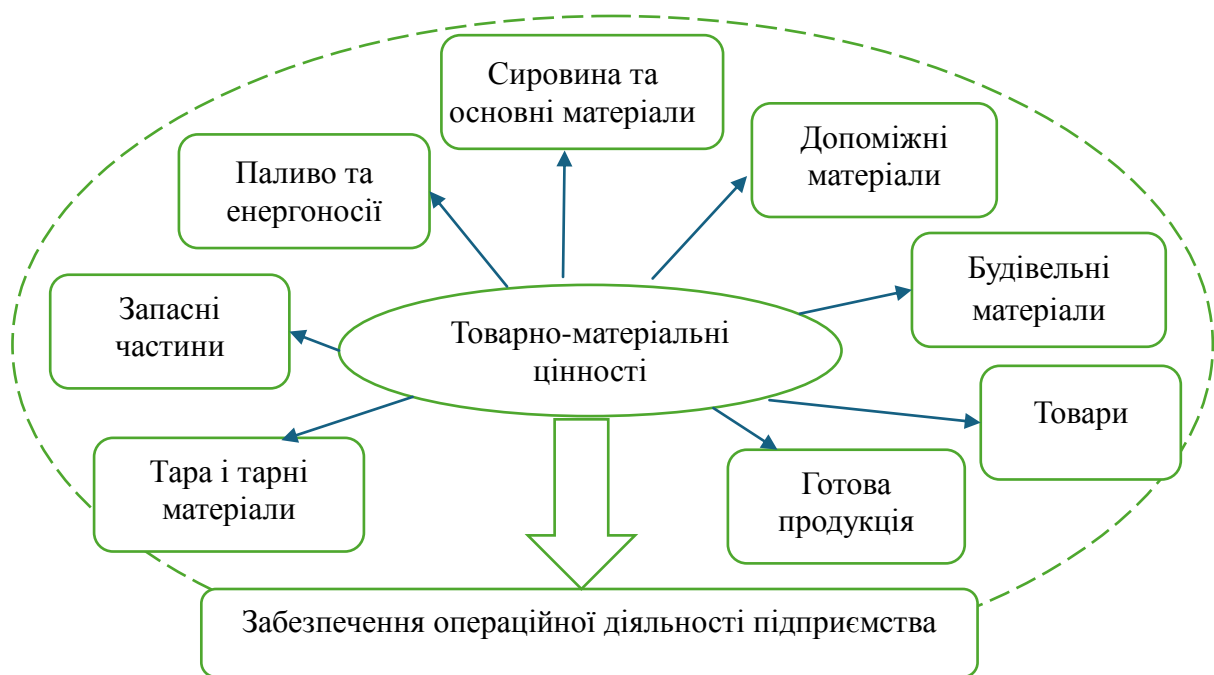 Сировина та
основні матеріали
Допоміжні
матеріали
Паливо та
енергоносії
Будівельні
матеріали
Запасні
частини
Товарно-матеріальні
цінності
Товари
Тара і тарні
матеріали
Готова
продукція
Забезпечення операційної діяльності підприємства